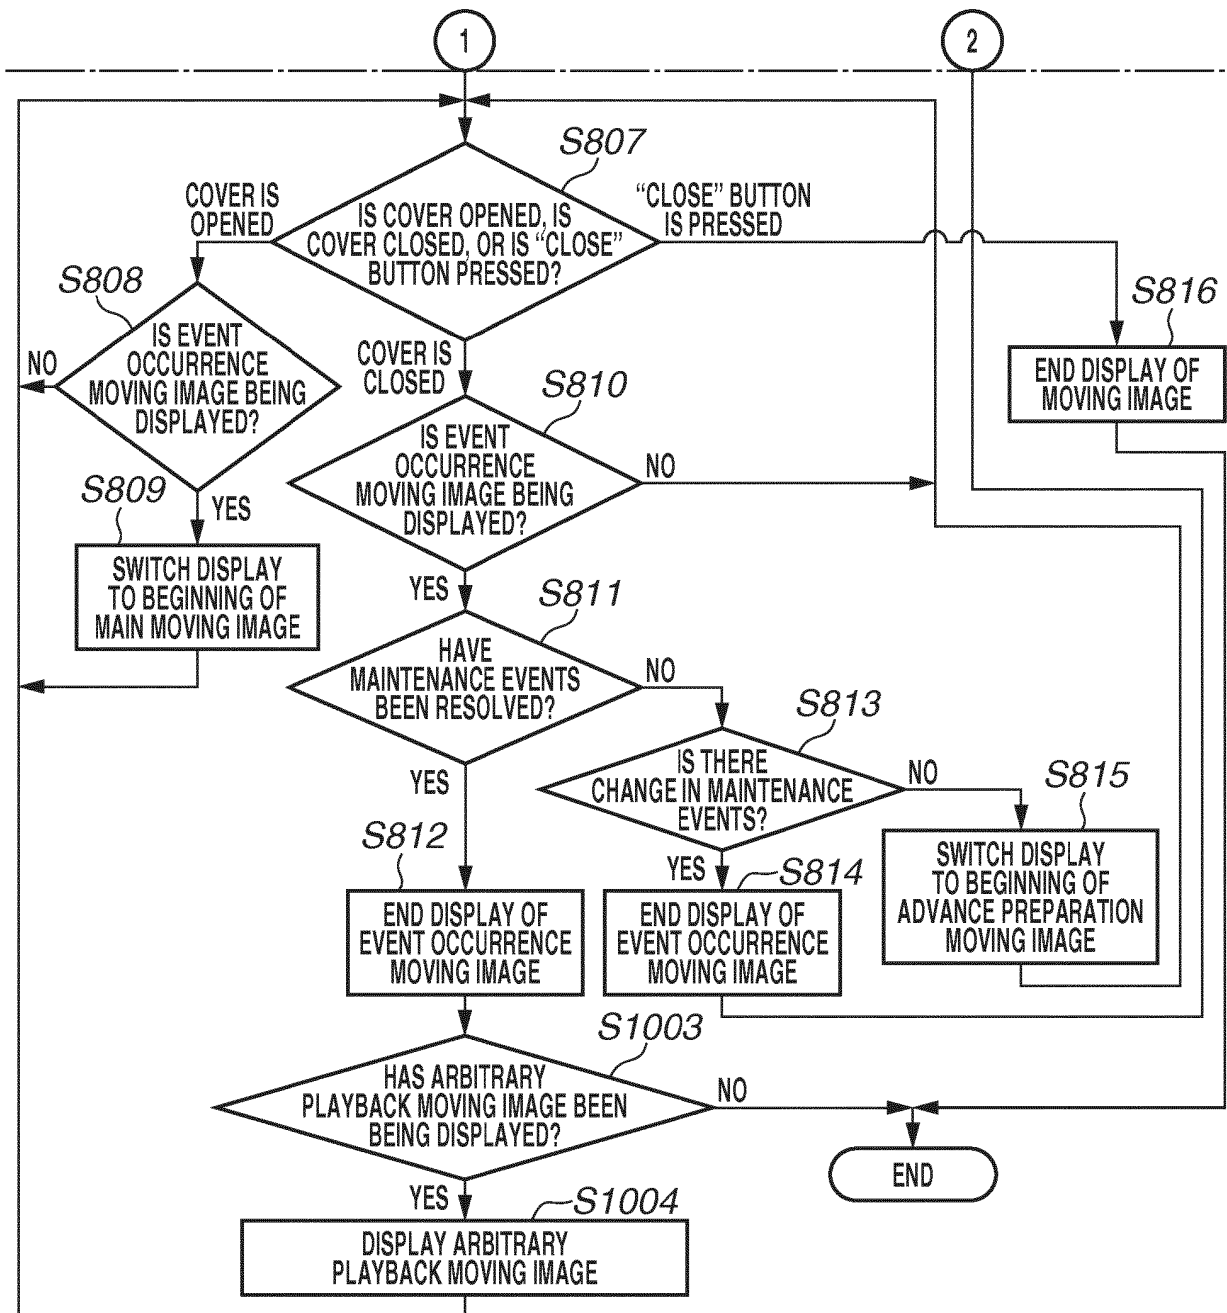 1
2
S807
COVER IS
OPENED
IS COVER OPENED, IS
COVER CLOSED, OR IS “CLOSE”
BUTTON PRESSED?
“CLOSE” BUTTON
IS PRESSED
S808
IS EVENT
OCCURRENCE
MOVING IMAGE BEING
DISPLAYED?
NO
YES
S816
END DISPLAY OF
MOVING IMAGE
COVER IS
CLOSED
S810
IS EVENT
OCCURRENCE
MOVING IMAGE BEING
DISPLAYED?
NO
YES
S809
SWITCH DISPLAY
TO BEGINNING OF
MAIN MOVING IMAGE
S811
HAVE
MAINTENANCE EVENTS
BEEN RESOLVED?
NO
YES
S813
IS THERE
CHANGE IN MAINTENANCE
EVENTS?
NO
YES
S815
SWITCH DISPLAY
TO BEGINNING OF
ADVANCE PREPARATION
MOVING IMAGE
S812
END DISPLAY OF
EVENT OCCURRENCE
MOVING IMAGE
S814
END DISPLAY OF
EVENT OCCURRENCE
MOVING IMAGE
S1003
HAS ARBITRARY
PLAYBACK MOVING IMAGE BEEN
BEING DISPLAYED?
NO
YES
END
S1004
DISPLAY ARBITRARY
PLAYBACK MOVING IMAGE